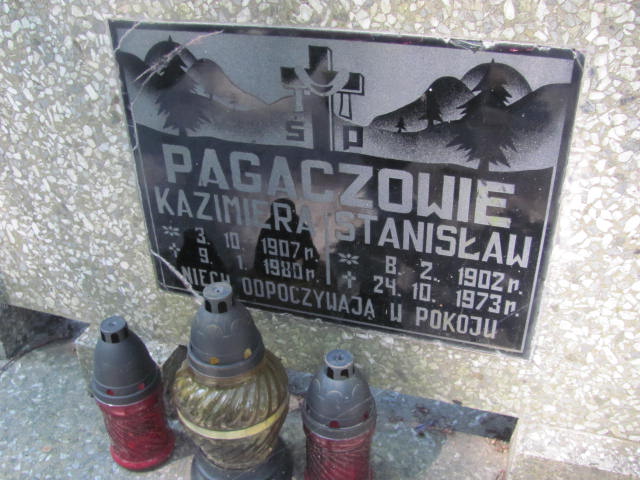 Ś P
PAGACZOWIE
KAZIMIERA STANISŁAW
* 3. 10. 1907 r. * 8. 2. 1902 r.
✝ 9. 1. 1980 r. ✝ 24. 10. 1973 r.
NIECH ODPOCZYWAJĄ W POKOJU